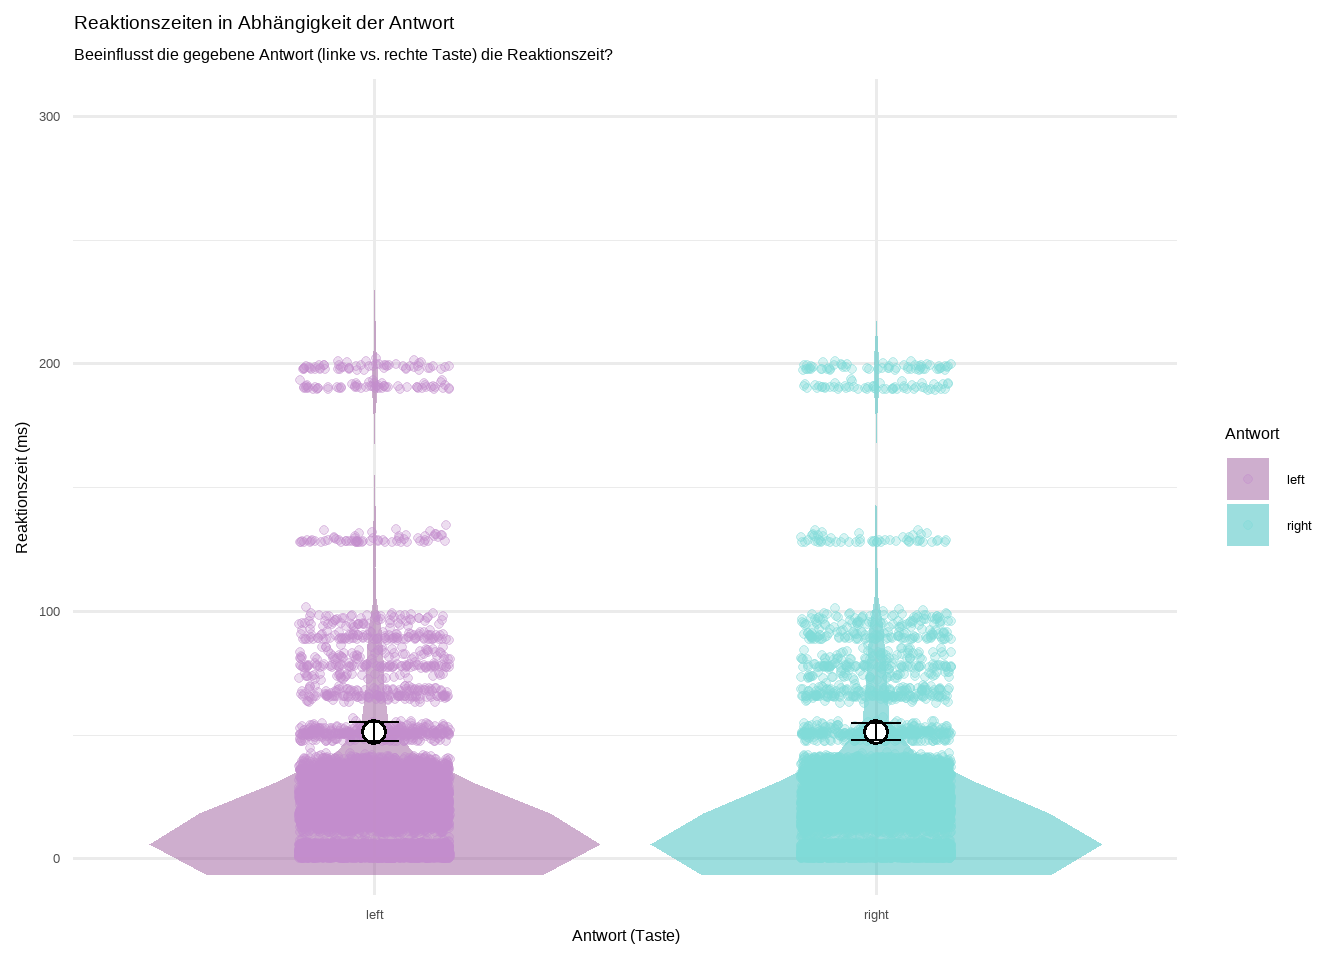 Reaktionszeiten in Abhängigkeit der Antwort
Beeinflusst die gegebene Antwort (linke vs. rechte Taste) die Reaktionszeit?
300
200
100
0
Reaktionszeit (ms)
left
right
Antwort (Taste)
Antwort
left
right